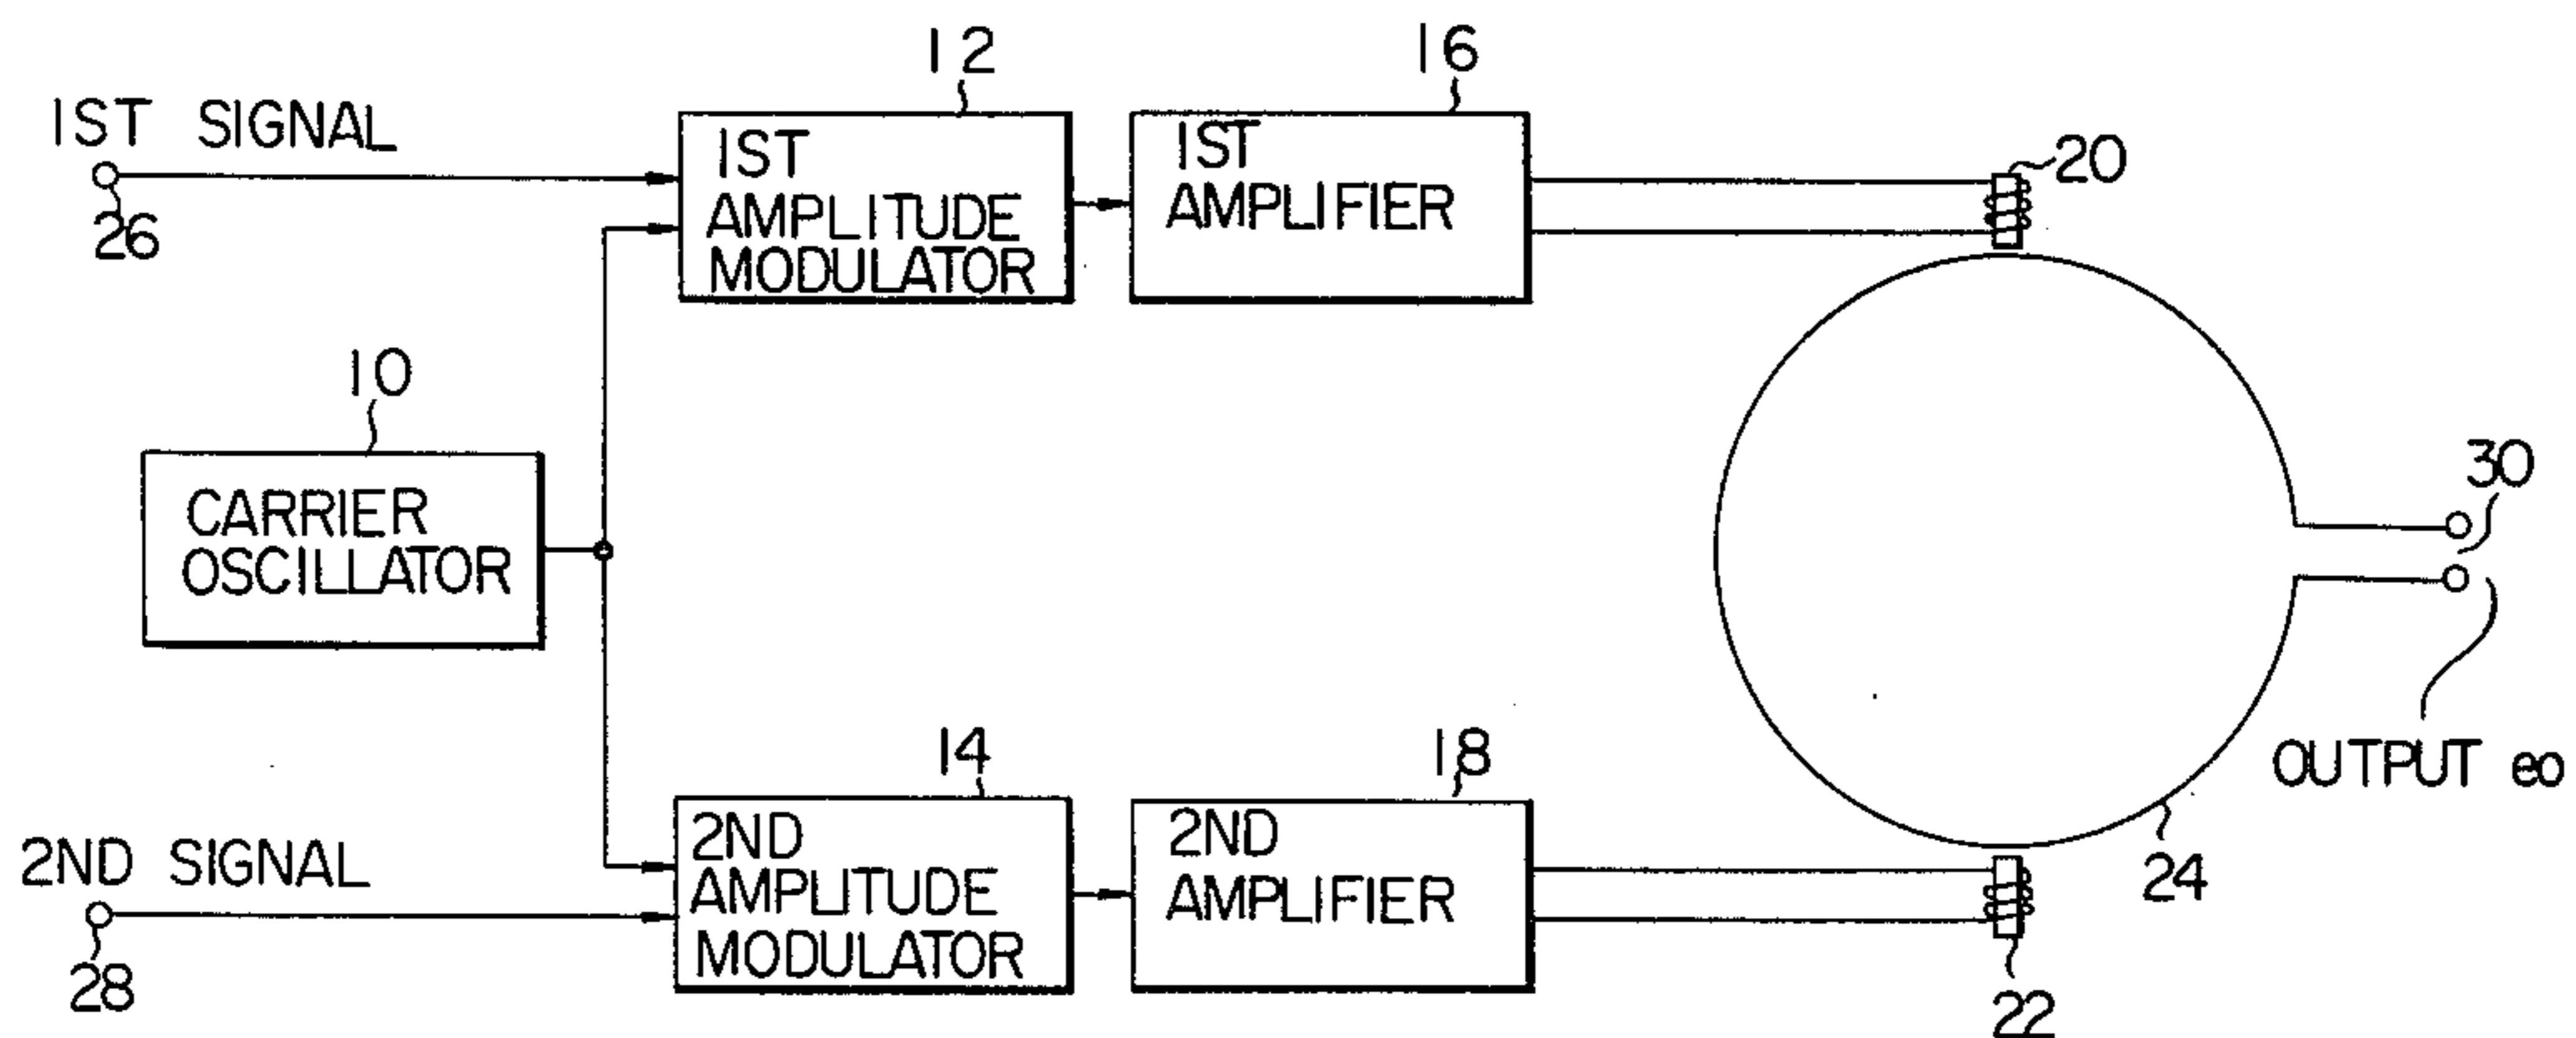 12
16
1ST SIGNAL
1ST
AMPLITUDE
MODULATOR
1ST
AMPLIFIER
20
26
10
CARRIER
OSCILLATOR
30
14
18
OUTPUT eo
2ND SIGNAL
2ND
AMPLITUDE
MODULATOR
2ND
AMPLIFIER
24
28
22